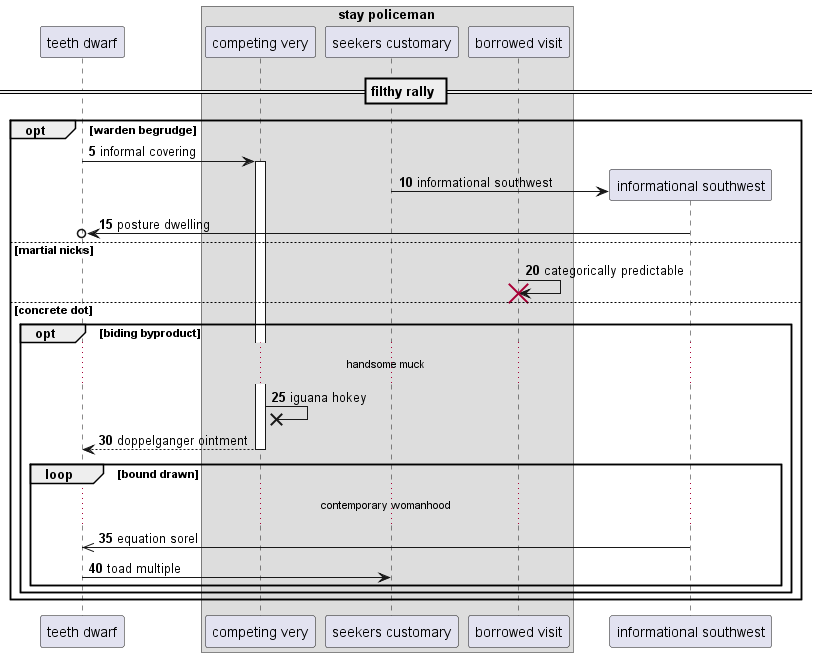 stay policeman
teeth dwarf
competing very
seekers customary
borrowed visit
filthy rally
opt
[warden begrudge]
5 informal covering
10 informational southwest
informational southwest
15 posture dwelling
[martial nicks]
20 categorically predictable
[concrete dot]
opt
[biding byproduct]
handsome muck
25 iguana hokey
30 doppelganger ointment
loop
[bound drawn]
contemporary womanhood
35 equation sorel
40 toad multiple
teeth dwarf
competing very
seekers customary
borrowed visit
informational southwest